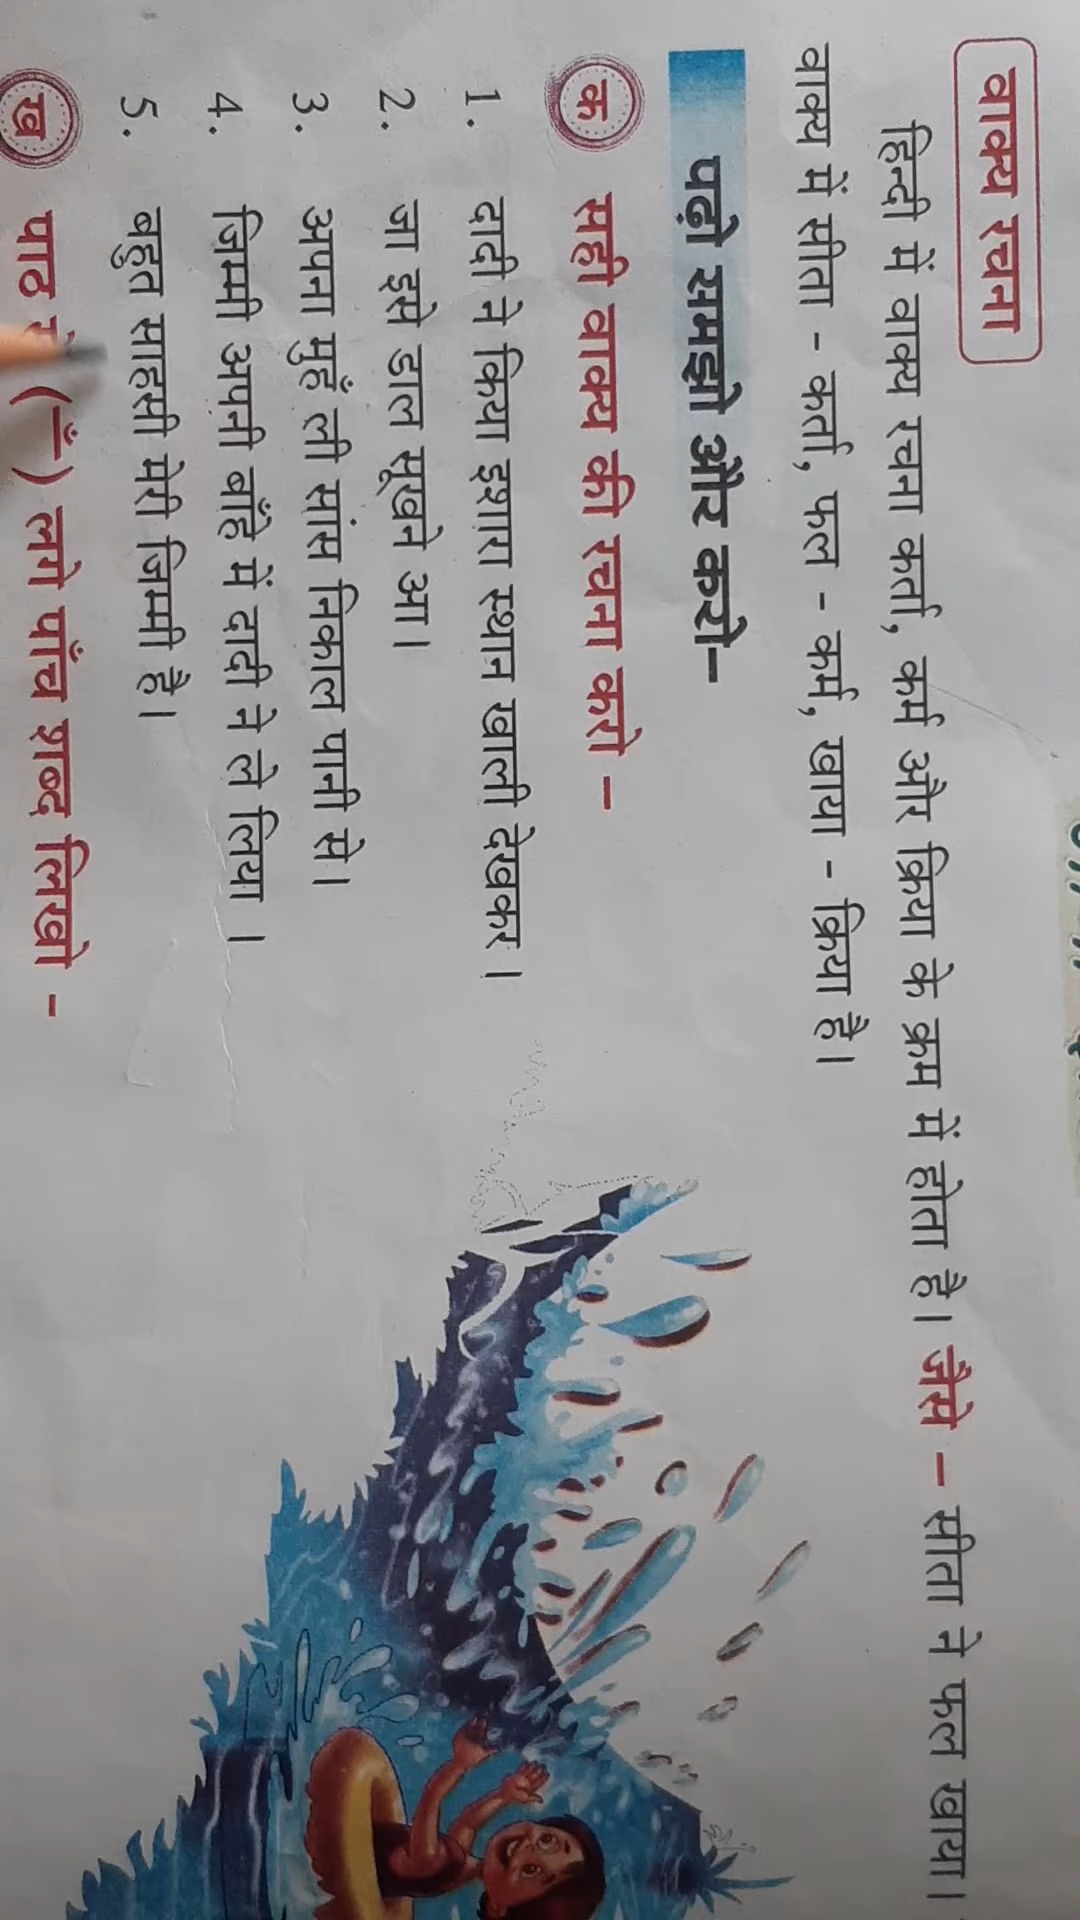 वाक्य रचना
हिन्दी में वाक्य रचना कर्ता, कर्म और क्रिया के क्रम में होता है। जैसे – सीता ने फल खाया।
वाक्य में सीता - कर्ता, फल - कर्म, खाया - क्रिया है।
पढ़ो समझो और करो–
क सही वाक्य की रचना करो –
1. दादी ने किया इशारा स्थान खाली देखकर ।
2. जा इसे डाल सूखने आ।
3. अपना मुहँ ली सांस निकाल पानी से।
4. जिम्मी अपनी बाँहे में दादी ने ले लिया ।
5. बहुत साहसी मेरी जिम्मी है।
ख पाठ (ँ) लगे पाँच शब्द लिखो -